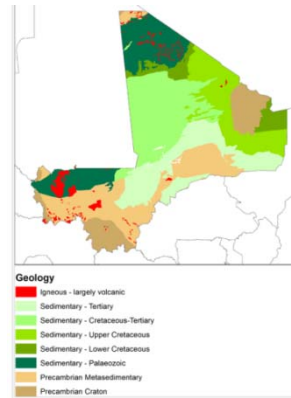 Geology
Igneous - largely volcanic
Sedimentary - Tertiary
Sedimentary - Cretaceous-Tertiary
Sedimentary - Upper Cretaceous
Sedimentary - Lower Cretaceous
Sedimentary - Palaeozoic
Precambrian Metasedimentary
Precambrian Craton